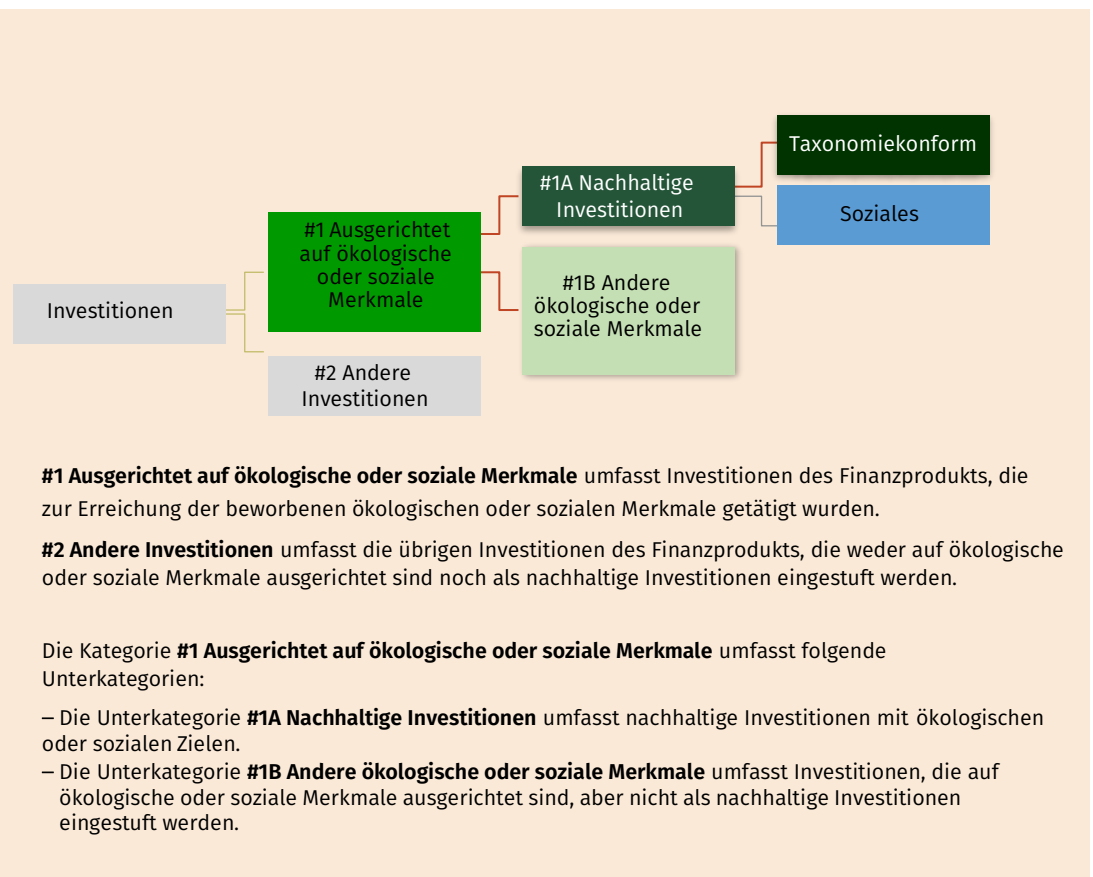 Taxonomiekonform
#1A Nachhaltige
Investitionen
Soziales
#1 Ausgerichtet
auf ökologische
oder soziale
Merkmale
#1B Andere
ökologische oder
soziale Merkmale
Investitionen
#2 Andere
Investitionen
#1 Ausgerichtet auf ökologische oder soziale Merkmale umfasst Investitionen des Finanzprodukts, die
zur Erreichung der beworbenen ökologischen oder sozialen Merkmale getätigt wurden.
#2 Andere Investitionen umfasst die übrigen Investitionen des Finanzprodukts, die weder auf ökologische
oder soziale Merkmale ausgerichtet sind noch als nachhaltige Investitionen eingestuft werden.
Die Kategorie #1 Ausgerichtet auf ökologische oder soziale Merkmale umfasst folgende
Unterkategorien:
– Die Unterkategorie #1A Nachhaltige Investitionen umfasst nachhaltige Investitionen mit ökologischen
oder sozialen Zielen.
– Die Unterkategorie #1B Andere ökologische oder soziale Merkmale umfasst Investitionen, die auf
ökologische oder soziale Merkmale ausgerichtet sind, aber nicht als nachhaltige Investitionen
eingestuft werden.